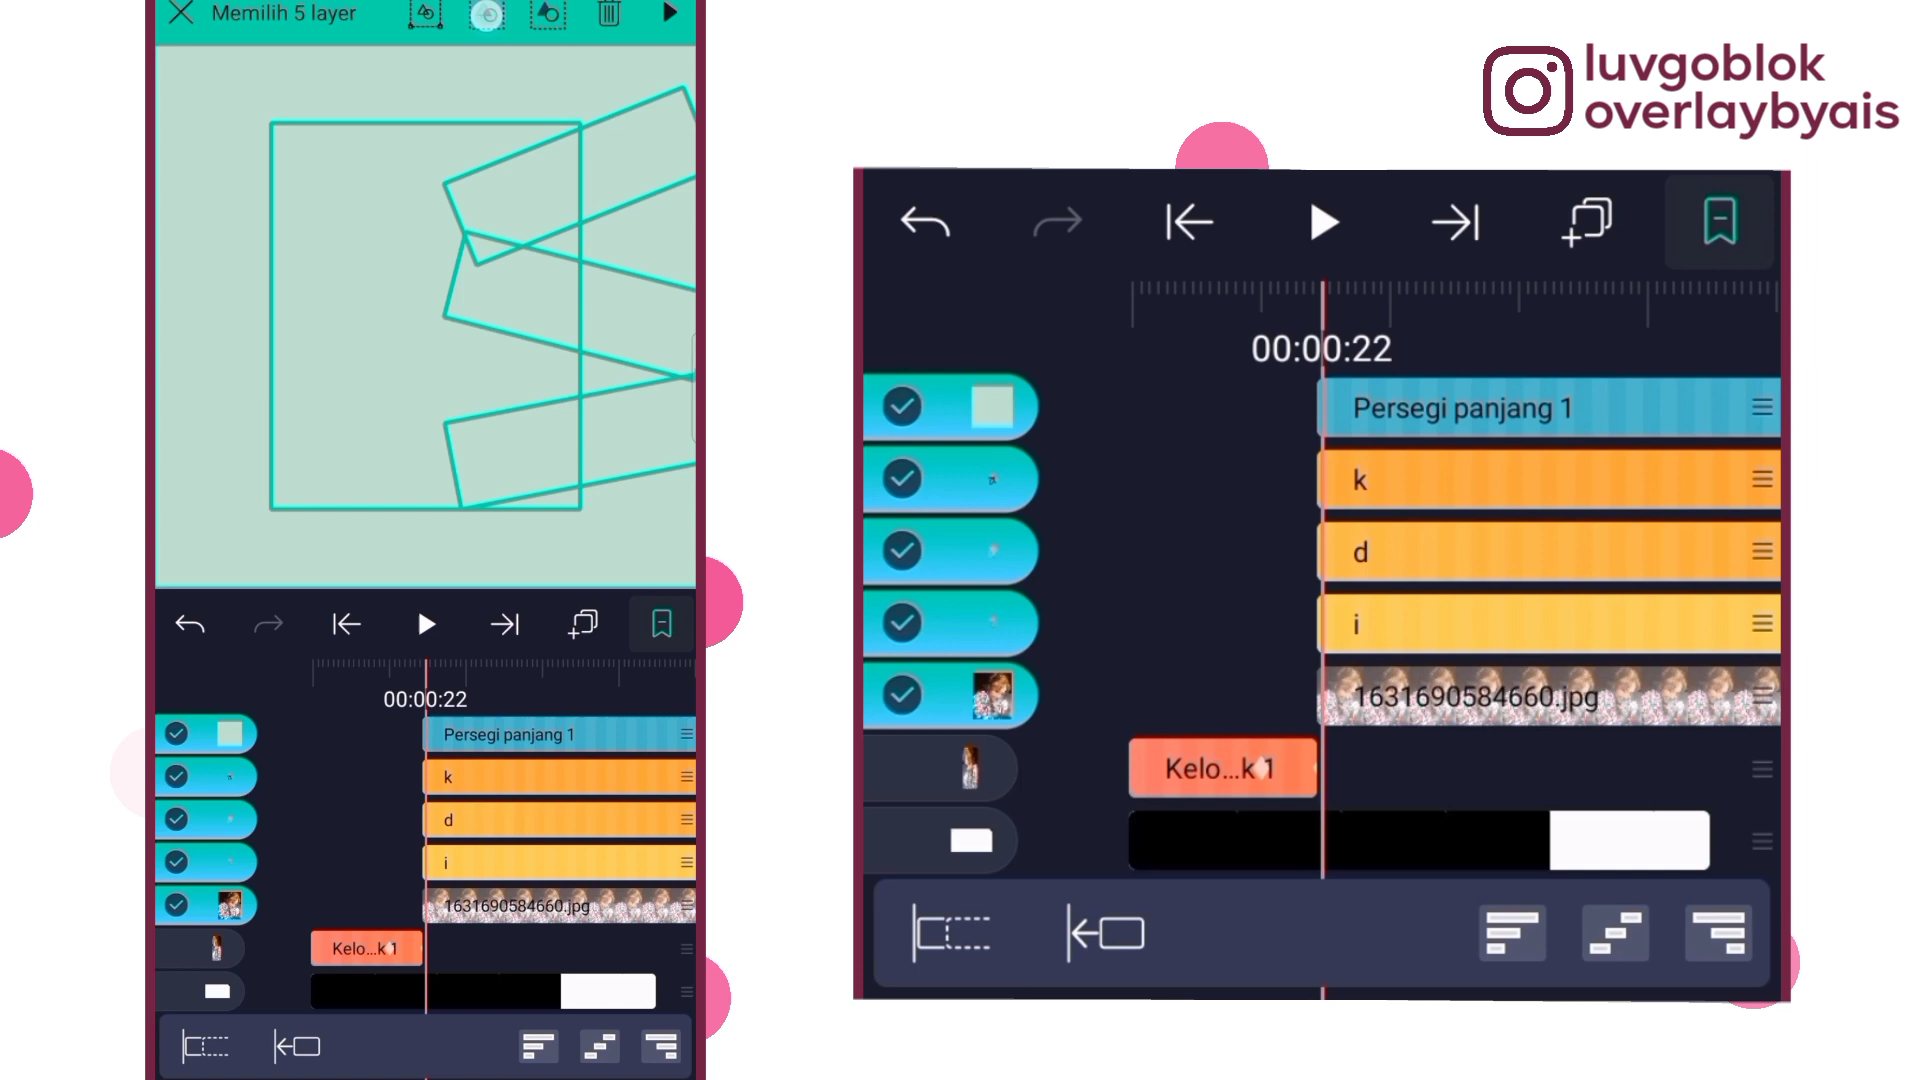 Memilih 5 layer
00:00:22
Persegi panjang 1
k
d
i
1631690584660.jpg
Kelo...k 1
luvgoblok
overlaybyais
00:00:22
Persegi panjang 1
k
d
i
1631690584660.jpg
Kelo...k 1